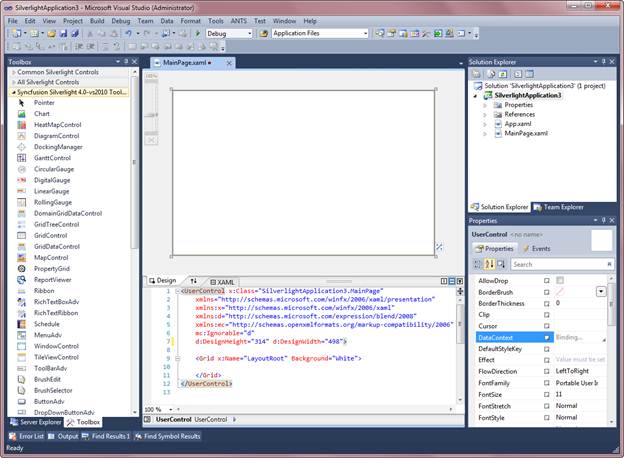 SilverlightApplication3 - Microsoft Visual Studio (Administrator)
File Edit View Project Build Debug Team Data Format Tools ANTS Test Window Help
Debug
Application Files
Toolbox
Common Silverlight Controls
All Silverlight Controls
Syncfusion Silverlight 4.0-vs2010 Tool...
Pointer
Chart
HeatMapControl
DiagramControl
DockingManager
GanttControl
CircularGauge
DigitalGauge
LinearGauge
RollingGauge
DomainGridDataControl
GridTreeControl
GridControl
GridDataControl
MapControl
PropertyGrid
ReportViewer
Ribbon
RichTextBoxAdv
RichTextRibbon
Schedule
MenuAdv
WindowControl
TileViewControl
ToolBarAdv
BrushEdit
BrushSelector
ButtonAdv
DropDownButtonAdv
Server Explorer Toolbox
MainPage.xaml
100%
Design
XAML
1 <UserControl x:Class="SilverlightApplication3.MainPage"
2 xmlns="http://schemas.microsoft.com/winfx/2006/xaml/presentation"
3 xmlns:x="http://schemas.microsoft.com/winfx/2006/xaml"
4 xmlns:d="http://schemas.microsoft.com/expression/blend/2008"
5 xmlns:mc="http://schemas.openxmlformats.org/markup-compatibility/2006"
6 mc:Ignorable="d"
7 d:DesignHeight="314" d:DesignWidth="498">
8
9 <Grid x:Name="LayoutRoot" Background="White">
10
11 </Grid>
12 </UserControl>
13
100 %
UserControl UserControl
Solution Explorer
Solution 'SilverlightApplication3' (1 project)
SilverlightApplication3
Properties
References
App.xaml
MainPage.xaml
Solution Explorer Team Explorer
Properties
UserControl <no name>
Properties Events
Search
AllowDrop
BorderBrush
BorderThickness 0
Clip
Cursor
DataContext Binding...
DefaultStyleKey
Effect Value must be set
FlowDirection LeftToRight
FontFamily Portable User In
FontSize 11
FontStretch Normal
FontStyle Normal
Error List Output Find Results 1 Find Symbol Results
Ready